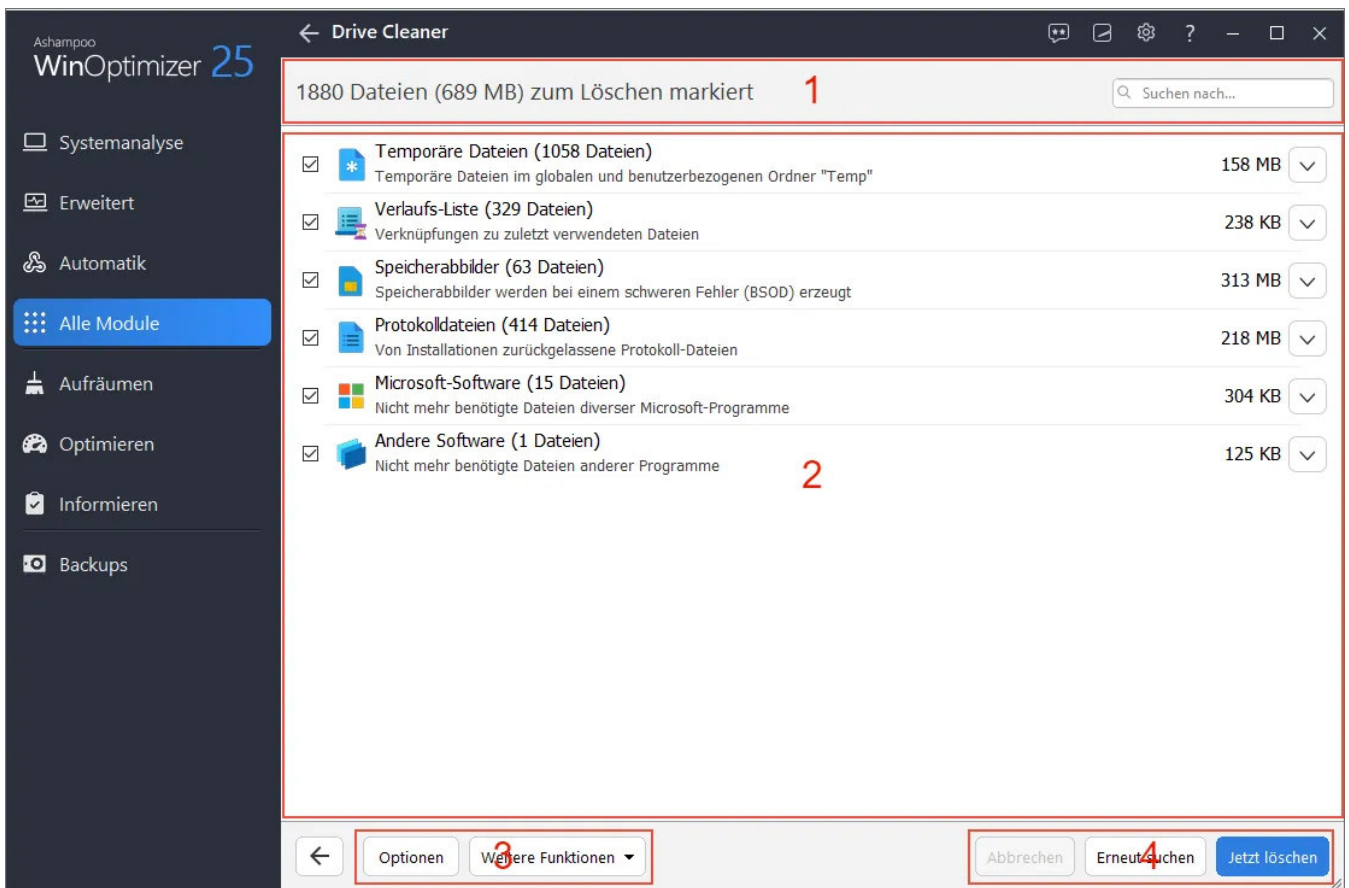 Ashampoo
WinOptimizer 25
Systemanalyse
Erweitert
Automatik
Alle Module
Aufräumen
Optimieren
Informieren
Backups
Drive Cleaner
?
1880 Dateien (689 MB) zum Löschen markiert
1
Suchen nach...
Temporäre Dateien (1058 Dateien)
Temporäre Dateien im globalen und benutzerbezogenen Ordner "Temp"
158 MB
Verlaufs-Liste (329 Dateien)
Verknüpfungen zu zuletzt verwendeten Dateien
238 KB
Speicherabbilder (63 Dateien)
Speicherabbilder werden bei einem schweren Fehler (BSOD) erzeugt
313 MB
Protokolldateien (414 Dateien)
Von Installationen zurückgelassene Protokoll-Dateien
218 MB
Microsoft-Software (15 Dateien)
Nicht mehr benötigte Dateien diverser Microsoft-Programme
304 KB
Andere Software (1 Dateien)
Nicht mehr benötigte Dateien anderer Programme
125 KB
2
Optionen
Weitere Funktionen
3
Abbrechen
Erneut suchen
4
Jetzt löschen